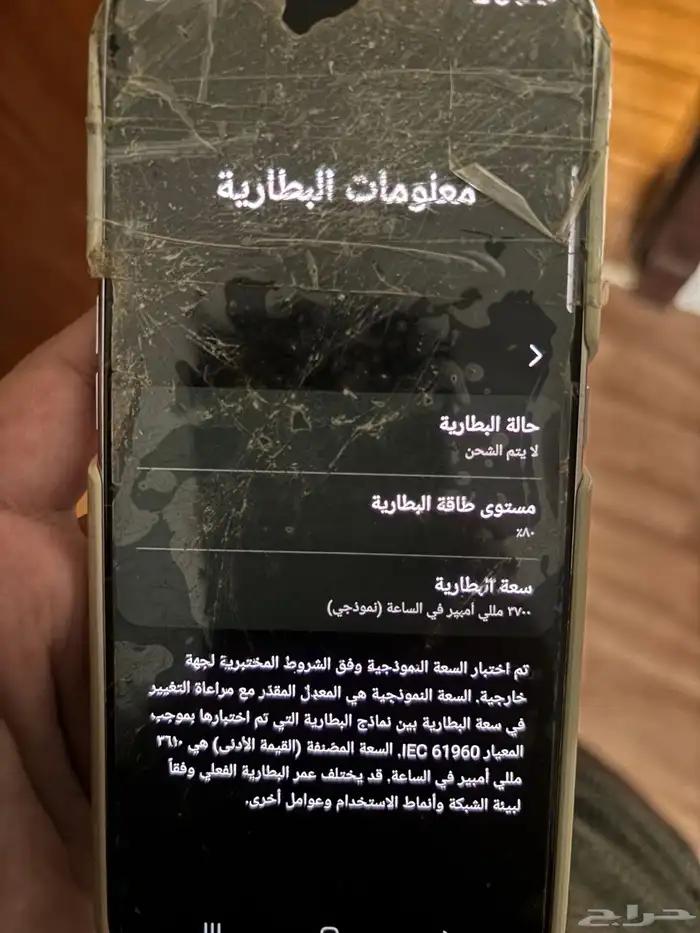 معلومات البطارية
حالة البطارية
لا يتم الشحن
مستوى طاقة البطارية
٨٠٪
سعة البطارية
٣٧٠٠ مللي أمبير في الساعة (نموذجي)
تم اختبار السعة النموذجية وفق الشروط المختبرية لجهة
خارجية. السعة النموذجية هي المعدل المقدّر مع مراعاة التغيير
في سعة البطارية بين نماذج البطارية التي تم اختبارها بموجب
المعيار IEC 61960. السعة المصنفة (القيمة الأدنى) هي ٣٦١٠
مللي أمبير في الساعة. قد يختلف عمر البطارية الفعلي وفقاً
لبيئة الشبكة وأنماط الاستخدام وعوامل أخرى.
حراج